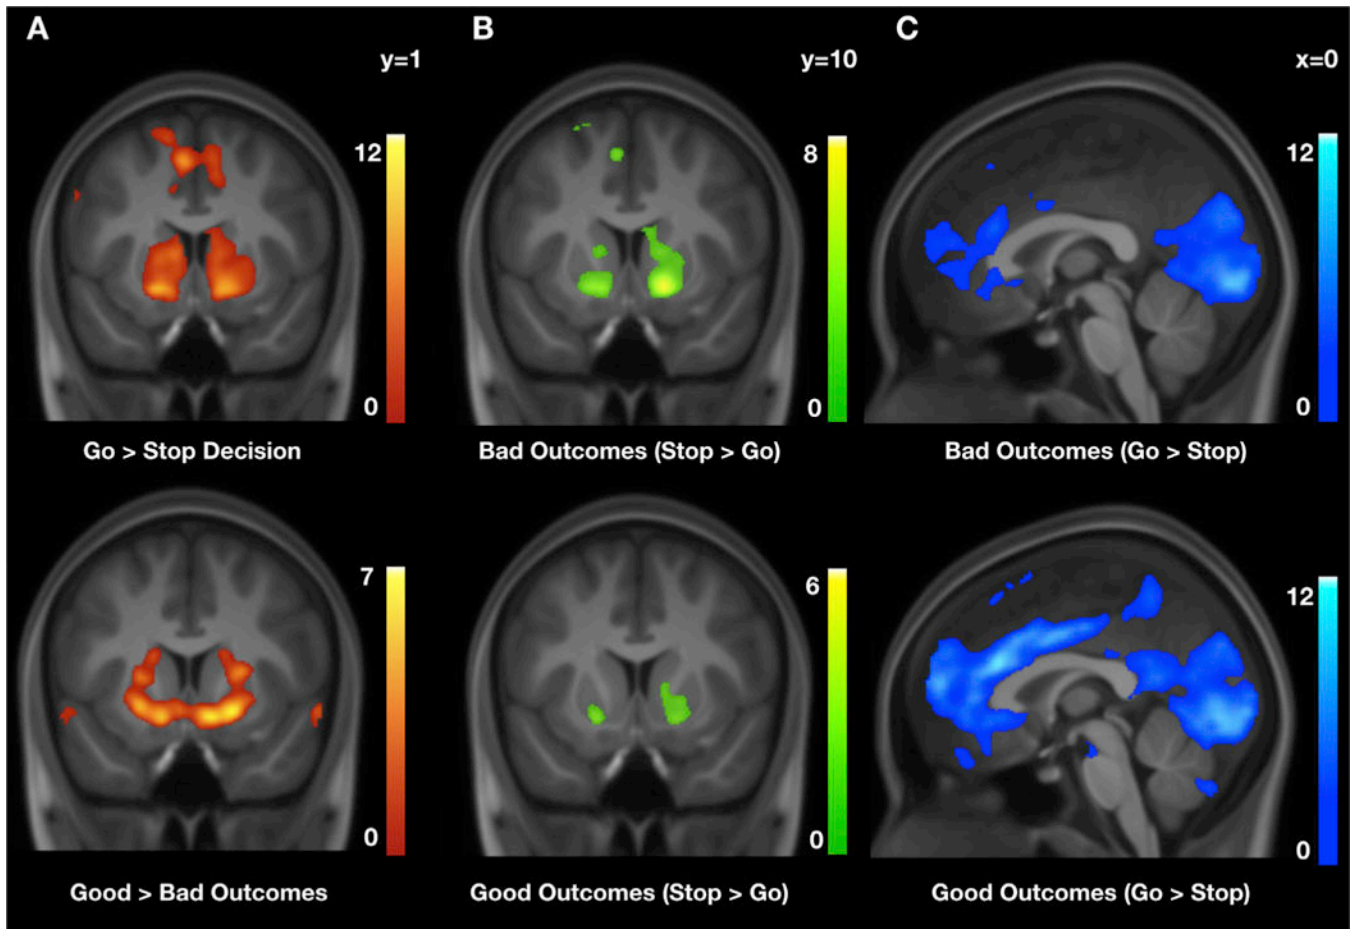 A
B
C
y=1
y=10
x=0
12
0
8
0
12
0
Go > Stop Decision
Bad Outcomes (Stop > Go)
Bad Outcomes (Go > Stop)
7
0
6
0
12
0
Good > Bad Outcomes
Good Outcomes (Stop > Go)
Good Outcomes (Go > Stop)